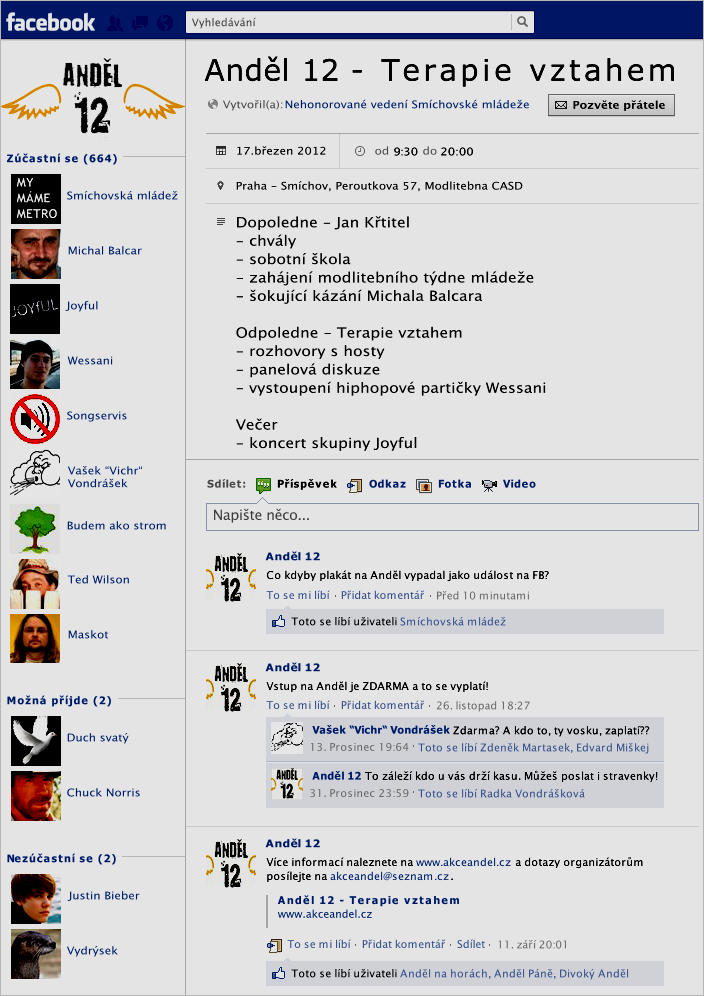 facebook
Vyhledávání
ANDĚL
12
Anděl 12 - Terapie vztahem
Vytvořil(a): Nehonorované vedení Smíchovské mládeže
Pozvěte přátele
17.březen 2012
od 9:30 do 20:00
Praha – Smíchov, Peroutkova 57, Modlitebna CASD
Dopoledne – Jan Křtitel
– chvály
– sobotní škola
– zahájení modlitebního týdne mládeže
– šokující kázání Michala Balcara
Odpoledne – Terapie vztahem
– rozhovory s hosty
– panelová diskuze
– vystoupení hiphopové partičky Wessani
Večer
– koncert skupiny Joyful
Zúčastní se (664)
MY
MÁME
METRO
Smíchovská mládež
Michal Balcar
JOYfUL
Joyful
Wessani
Songservis
Vašek "Vichr"
Vondrášek
Budem ako strom
Ted Wilson
Maskot
Možná příjde (2)
Duch svatý
Chuck Norris
Nezúčastní se (2)
Justin Bieber
Vydrýsek
Sdílet: Příspěvek Odkaz Fotka Video
Napište něco...
ANDĚL
12
Anděl 12
Co kdyby plakát na Anděl vypadal jako událost na FB?
To se mi líbí · Přidat komentář · Před 10 minutami
Toto se líbí uživateli Smíchovská mládež
ANDĚL
12
Anděl 12
Vstup na Anděl je ZDARMA a to se vyplatí!
To se mi líbí · Přidat komentář · 26. listopad 18:27
Vašek "Vichr" Vondrášek Zdarma? A kdo to, ty vosku, zaplatí??
13. Prosinec 19:64 · Toto se líbí Zdeněk Martasek, Edvard Miškej
ANDĚL
12
Anděl 12 To záleží kdo u vás drží kasu. Můžeš poslat i stravenky!
31. Prosinec 23:59 · Toto se líbí Radka Vondrášková
ANDĚL
12
Anděl 12
Více informací naleznete na www.akceandel.cz a dotazy organizátorům
posílejte na akceandel@seznam.cz.
Anděl 12 - Terapie vztahem
www.akceandel.cz
To se mi líbí · Přidat komentář · Sdílet · 11. září 20:01
Toto se líbí uživateli Anděl na horách, Anděl Páně, Divoký Anděl